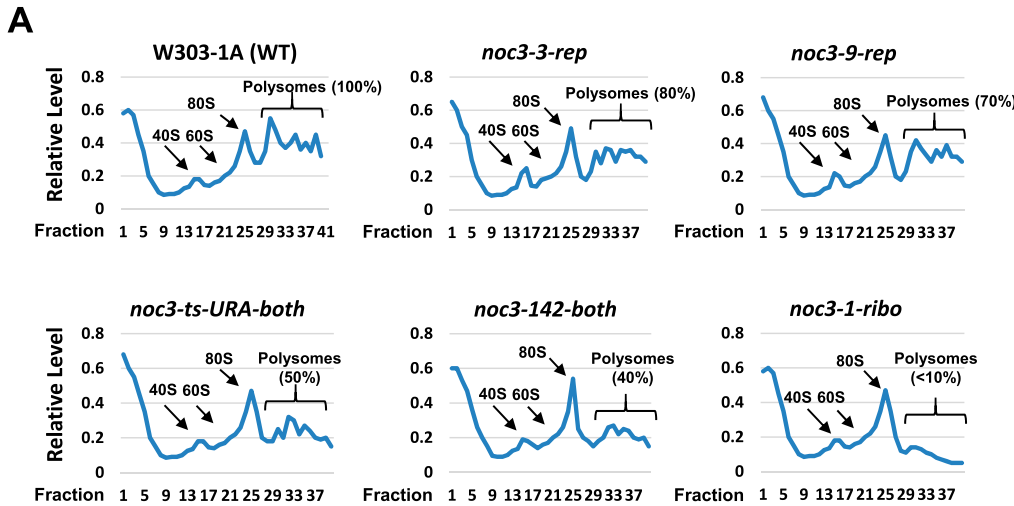 A
W303-1A (WT)
Relative Level
0.8
0.6
0.4
0.2
0
40S 60S
80S
Polysomes (100%)
Fraction 1 5 9 13 17 21 25 29 33 37 41
noc3-3-rep
0.8
0.6
0.4
0.2
0
40S 60S
80S
Polysomes (80%)
Fraction 1 5 9 13 17 21 25 29 33 37
noc3-9-rep
0.8
0.6
0.4
0.2
0
40S 60S
80S
Polysomes (70%)
Fraction 1 5 9 13 17 21 25 29 33 37
noc3-ts-URA-both
Relative Level
0.8
0.6
0.4
0.2
0
40S 60S
80S
Polysomes
(50%)
Fraction 1 5 9 13 17 21 25 29 33 37
noc3-142-both
0.8
0.6
0.4
0.2
0
40S 60S
80S
Polysomes
(40%)
Fraction 1 5 9 13 17 21 25 29 33 37
noc3-1-ribo
0.8
0.6
0.4
0.2
0
40S 60S
80S
Polysomes
(<10%)
Fraction 1 5 9 13 17 21 25 29 33 37